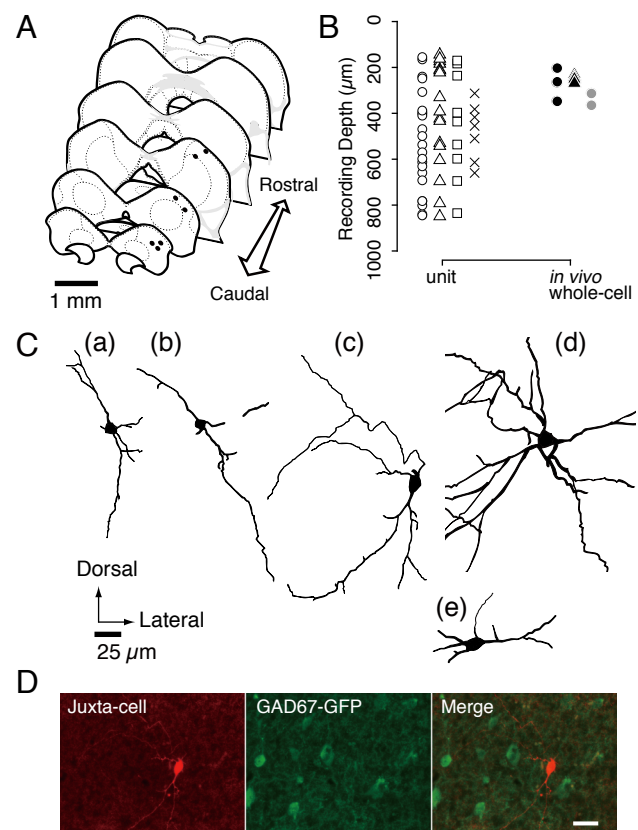 A
Rostral
Caudal
1 mm
B
Recording Depth (µm)
0
200
400
600
800
1000
unit
in vivo
whole-cell
C
(a)
(b)
(c)
(d)
(e)
Dorsal
Lateral
25 µm
D
Juxta-cell
GAD67-GFP
Merge